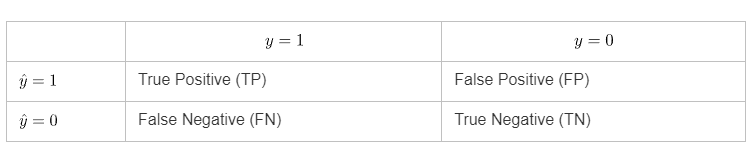 y = 1 y = 0
ŷ = 1 True Positive (TP) False Positive (FP)
ŷ = 0 False Negative (FN) True Negative (TN)